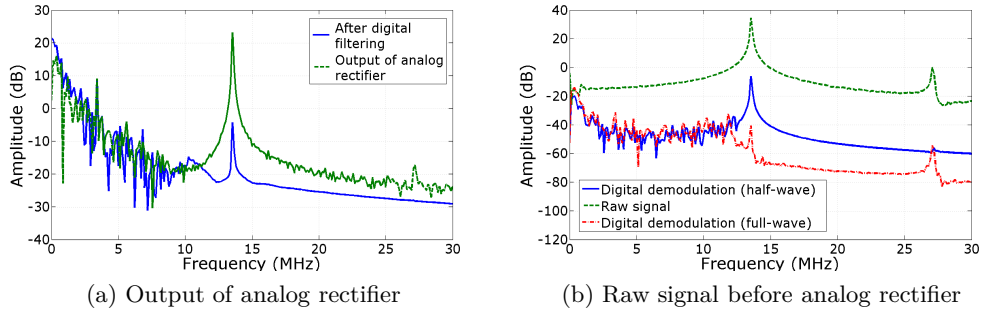 30
20
10
0
-10
-20
-30
-40
Amplitude (dB)
After digital
filtering
Output of analog
rectifier
0 5 10 15 20 25 30
Frequency (MHz)
(a) Output of analog rectifier
40
20
0
-20
-40
-60
-80
-100
-120
Amplitude (dB)
Digital demodulation (half-wave)
Raw signal
Digital demodulation (full-wave)
0 5 10 15 20 25 30
Frequency (MHz)
(b) Raw signal before analog rectifier